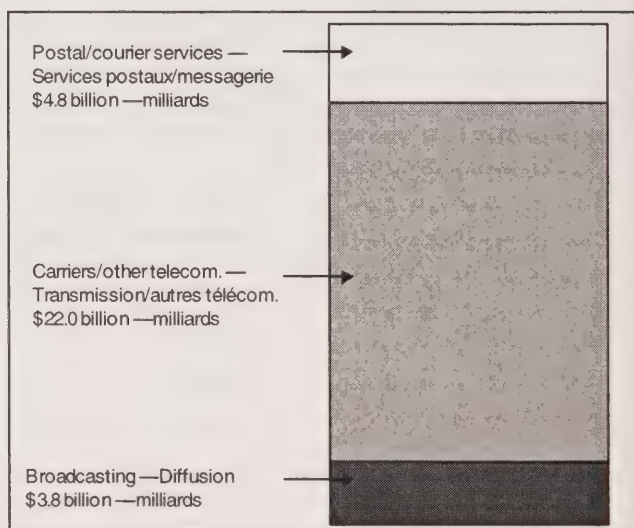 Postal/courier services —
Services postaux/messagerie
$4.8 billion —milliards
Carriers/other telecom. —
Transmission/autres télécom.
$22.0 billion —milliards
Broadcasting —Diffusion
$3.8 billion —milliards